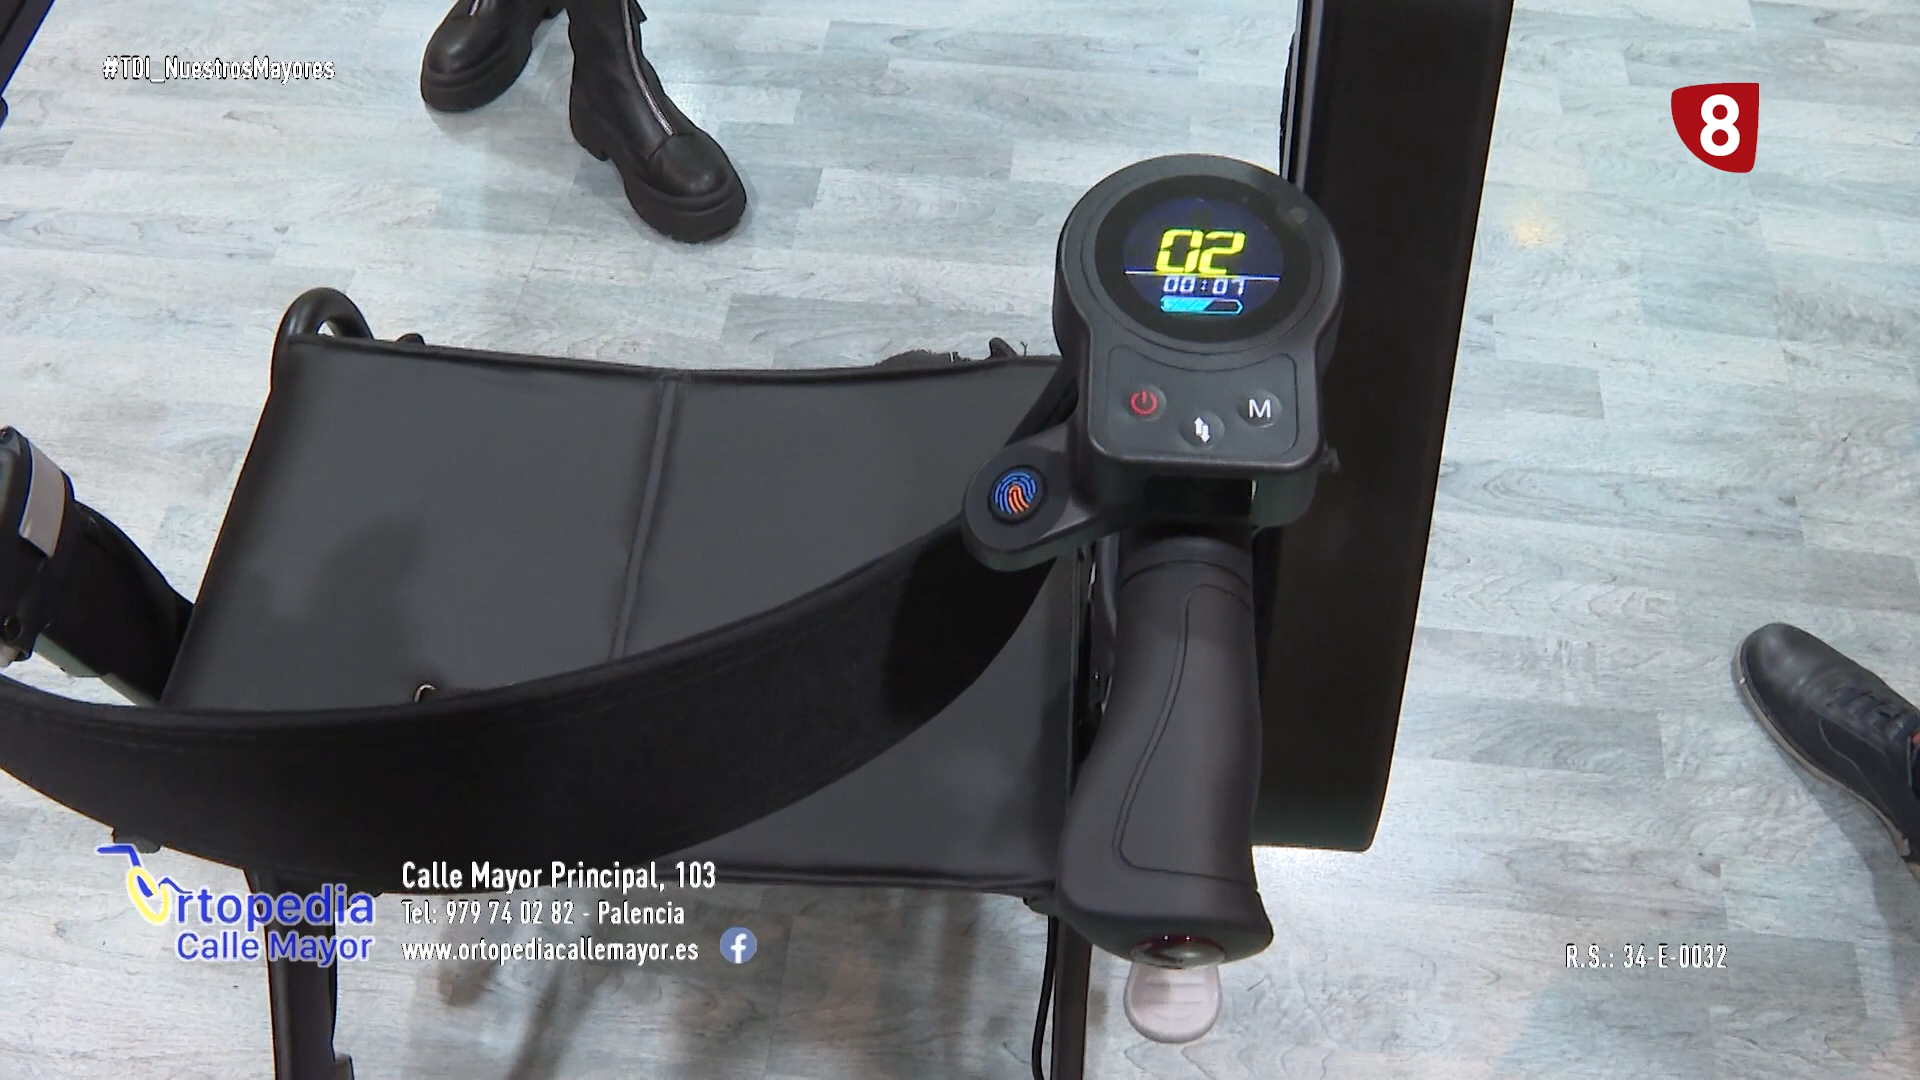 #TDI_NuestrosMayores
8
02
00:07
M
Calle Mayor Principal, 103
Ortopedia
Tel: 979 74 02 82 - Palencia
Calle Mayor
www.ortopediacallemayor.es
f
R.S.: 34-E-0032